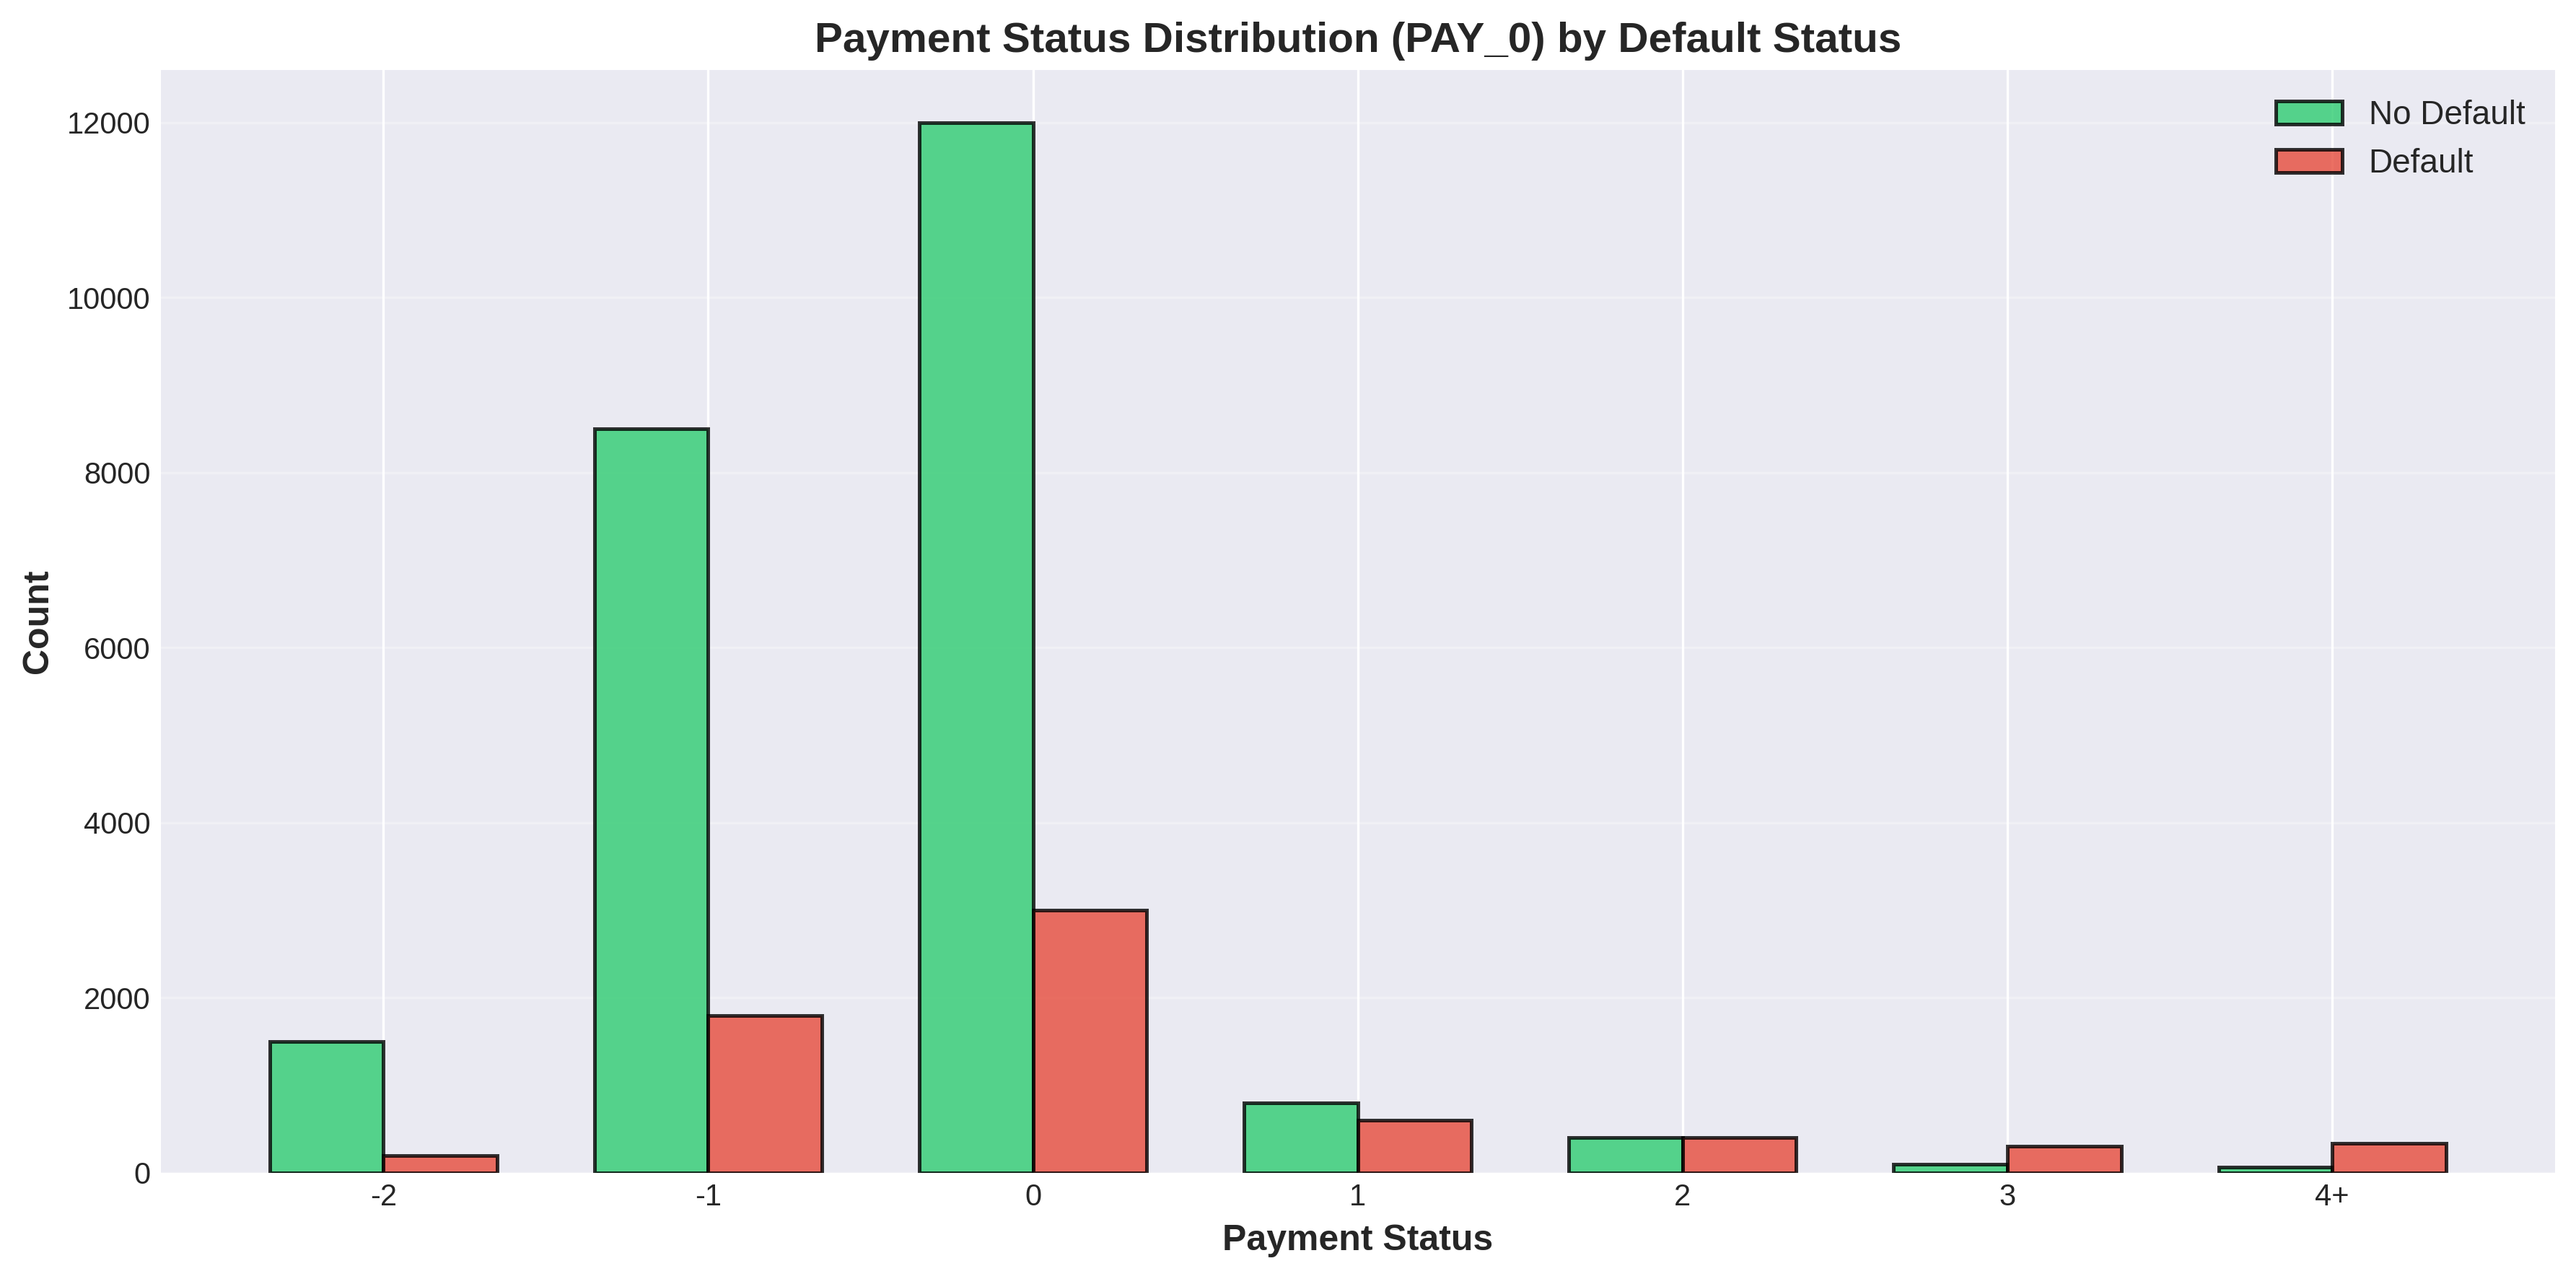 Payment Status Distribution (PAY_0) by Default Status
No Default
Default
12000
10000
8000
6000
4000
2000
0
Count
-2
-1
0
1
2
3
4+
Payment Status